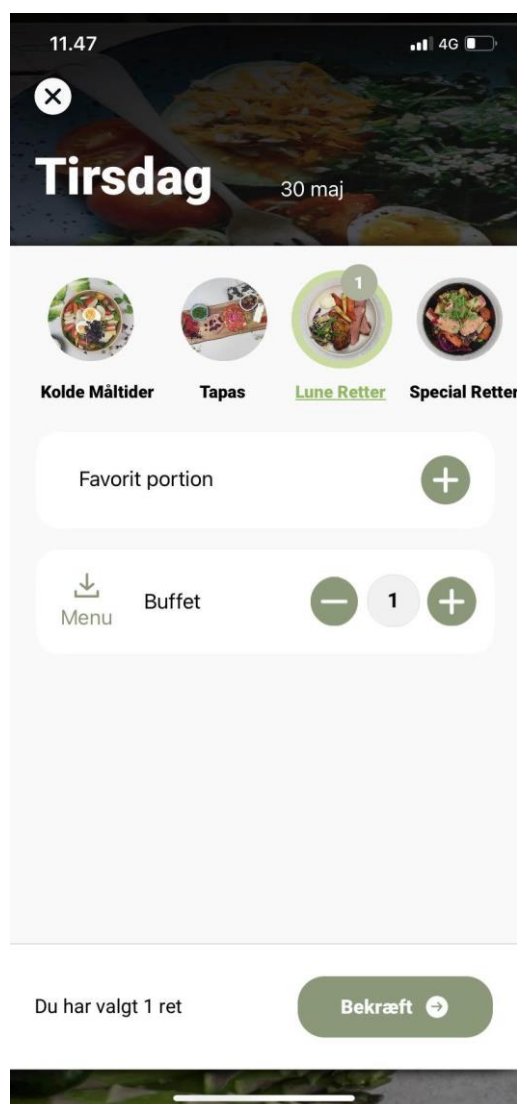 11.47
4G
Tirsdag
30 maj
1
Kolde Måltider
Tapas
Lune Retter
Special Retter
Favorit portion
Menu
Buffet
1
Du har valgt 1 ret
Bekræft